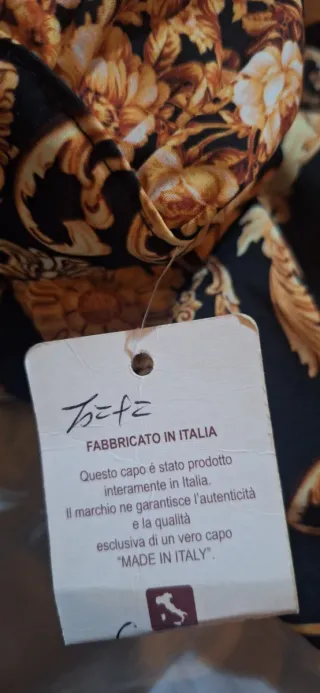 FABBRICATO IN ITALIA
Questo capo é stato prodotto
interamente in Italia.
Il marchio ne garantisce l'autenticità
e la qualità
esclusiva di un vero capo
"MADE IN ITALY".